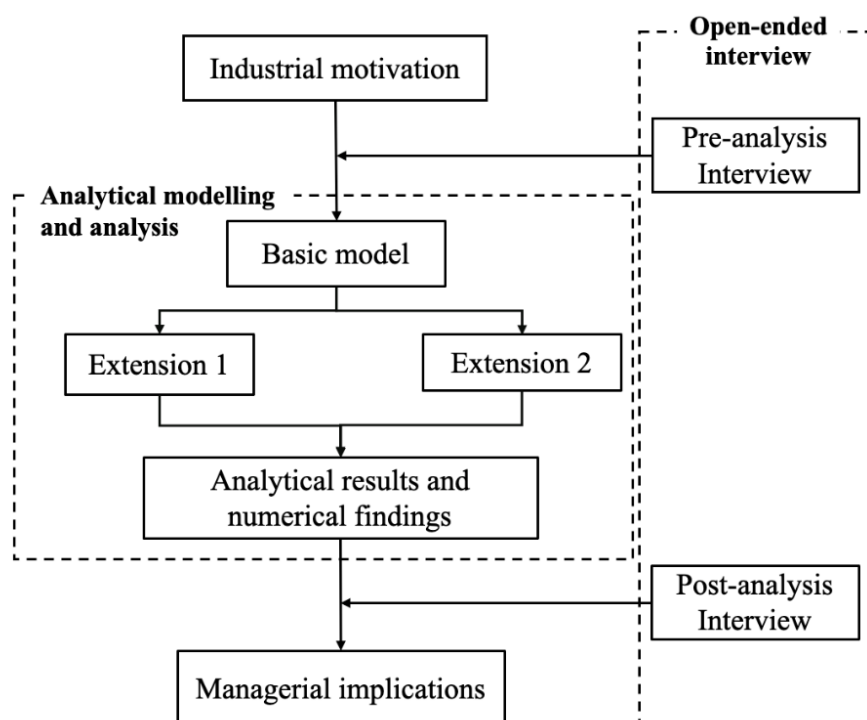 Open-ended
interview
Industrial motivation
Pre-analysis
Interview
Analytical modelling
and analysis
Basic model
Extension 1
Extension 2
Analytical results and
numerical findings
Post-analysis
Interview
Managerial implications